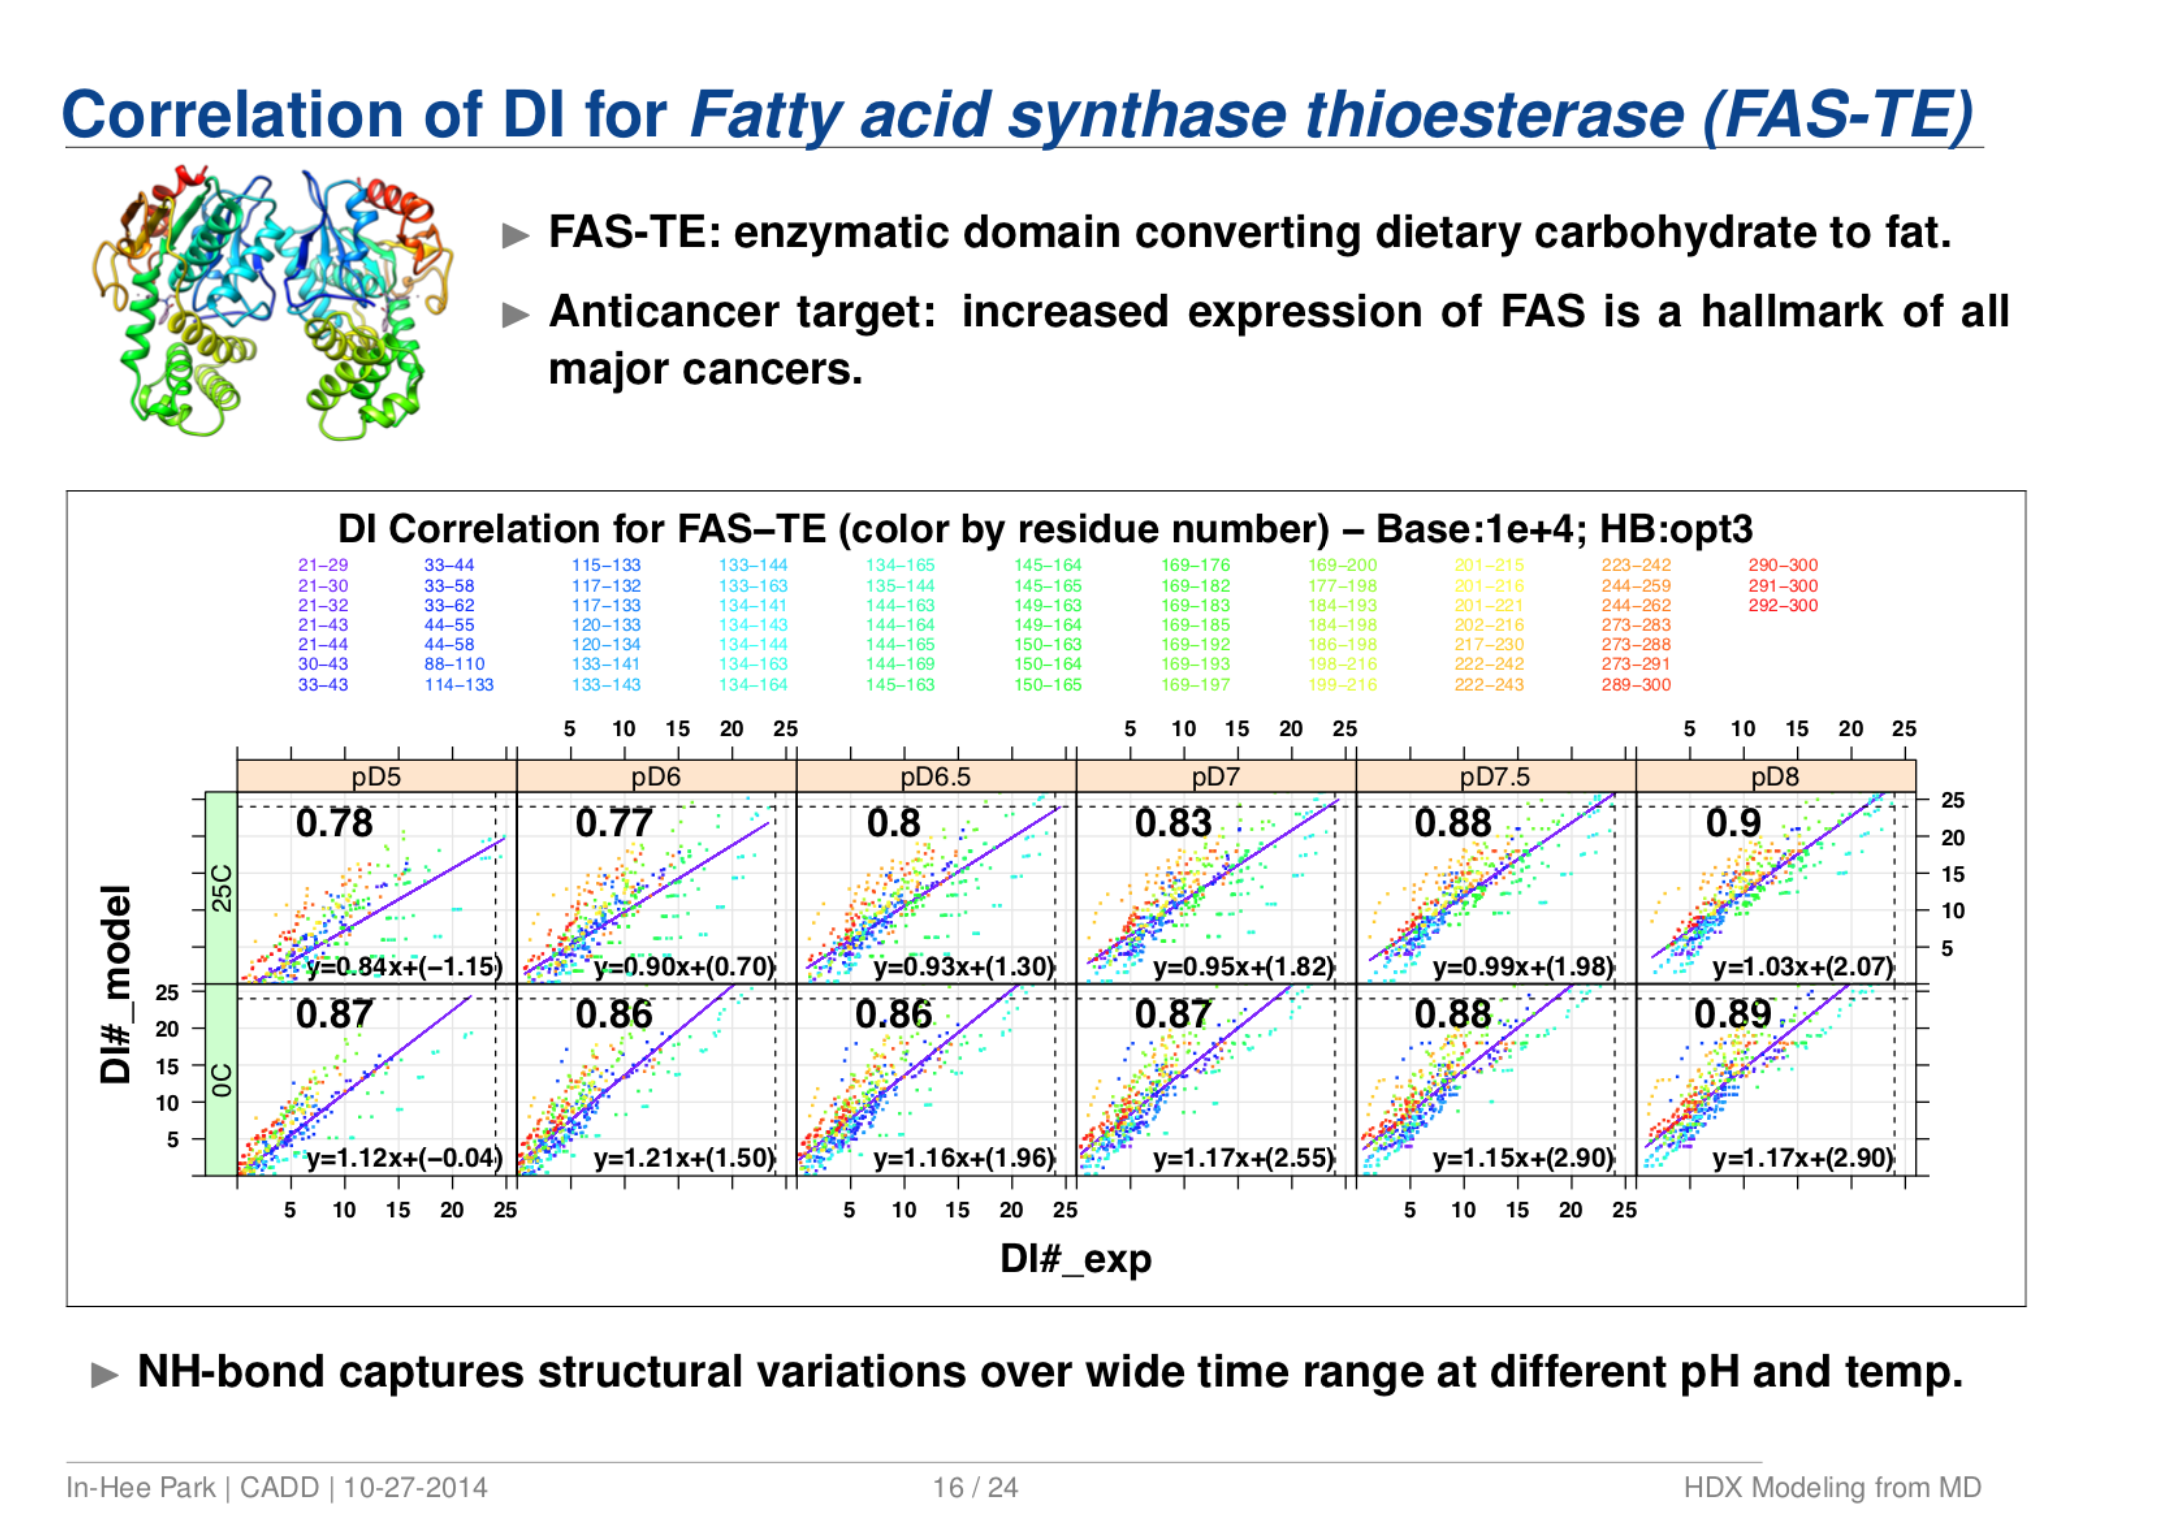 Correlation of DI for Fatty acid synthase thioesterase (FAS-TE)
FAS-TE: enzymatic domain converting dietary carbohydrate to fat.
Anticancer target: increased expression of FAS is a hallmark of all
major cancers.
DI Correlation for FAS–TE (color by residue number) – Base:1e+4; HB:opt3
21–29 33–44 115–133 133–144 134–165 145–164 169–176 169–200 201–215 223–242 290–300
21–30 33–58 117–132 133–163 135–144 145–165 169–182 177–198 201–216 244–259 291–300
21–32 33–62 117–133 134–141 144–163 149–163 169–183 184–193 201–221 244–262 292–300
21–43 44–55 120–133 134–143 144–164 149–164 169–185 184–198 202–216 273–283
21–44 44–58 120–134 134–144 144–165 150–163 169–192 186–198 217–230 273–288
30–43 88–110 133–141 134–163 144–169 150–164 169–193 198–216 222–242 273–291
33–43 114–133 133–143 134–164 145–163 150–165 169–197 199–216 222–243 289–300
5 10 15 20 25 5 10 15 20 25 5 10 15 20 25
pD5 pD6 pD6.5 pD7 pD7.5 pD8
25C
0.78 0.77 0.8 0.83 0.88 0.9
25
20
15
10
5
y=0.84x+(−1.15) y=0.90x+(0.70) y=0.93x+(1.30) y=0.95x+(1.82) y=0.99x+(1.98) y=1.03x+(2.07)
0C
0.87 0.86 0.86 0.87 0.88 0.89
25
20
15
10
5
y=1.12x+(−0.04) y=1.21x+(1.50) y=1.16x+(1.96) y=1.17x+(2.55) y=1.15x+(2.90) y=1.17x+(2.90)
5 10 15 20 25 5 10 15 20 25 5 10 15 20 25
DI#_model
DI#_exp
NH-bond captures structural variations over wide time range at different pH and temp.
In-Hee Park | CADD | 10-27-2014 16 / 24 HDX Modeling from MD